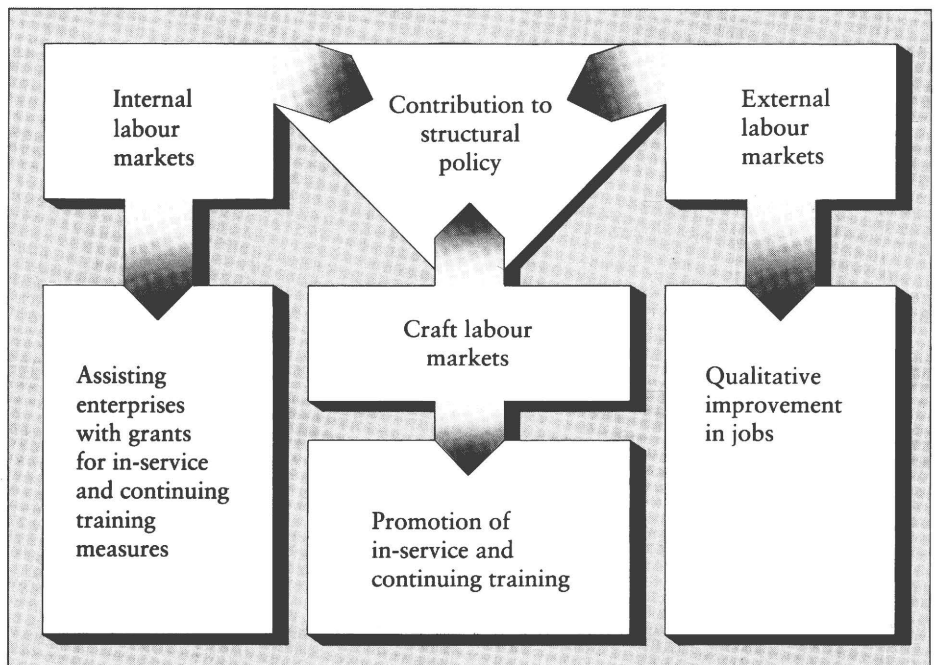 Internal
labour
markets
Contribution to
structural
policy
External
labour
markets
Assisting
enterprises
with grants
for in-service
and continuing
training
measures
Craft labour
markets
Promotion of
in-service and
continuing training
Qualitative
improvement
in jobs